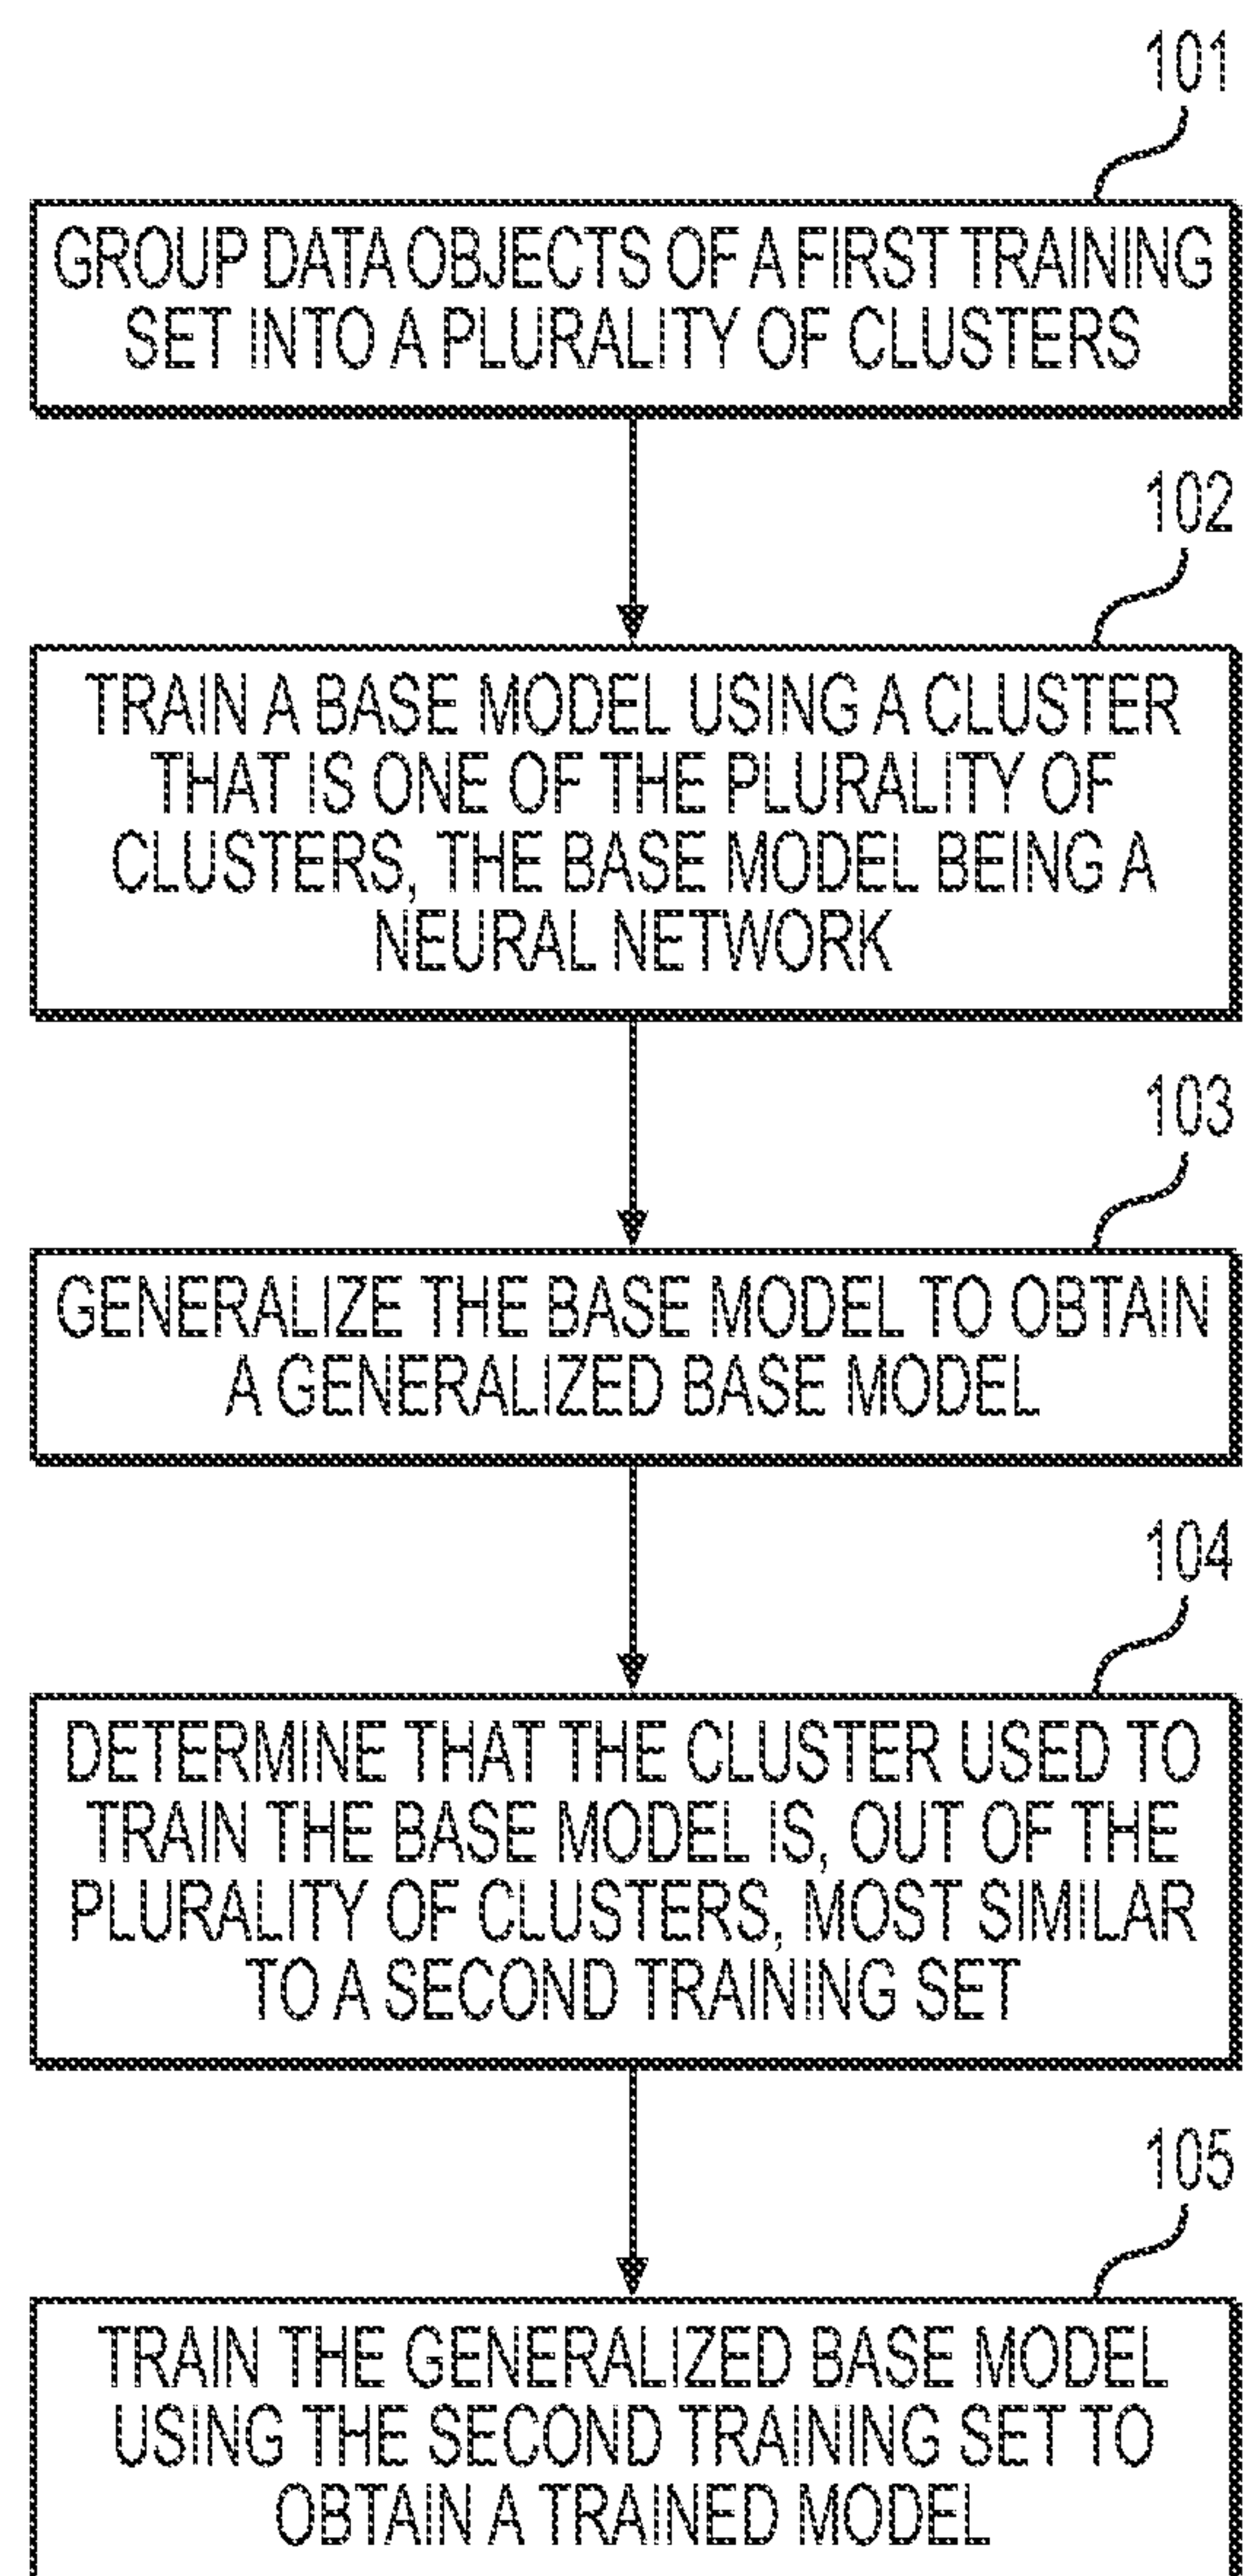 101
GROUP DATA OBJECTS OF A FIRST TRAINING
SET INTO A PLURALITY OF CLUSTERS
102
TRAIN A BASE MODEL USING A CLUSTER
THAT IS ONE OF THE PLURALITY OF
CLUSTERS, THE BASE MODEL BEING A
NEURAL NETWORK
103
GENERALIZE THE BASE MODEL TO OBTAIN
A GENERALIZED BASE MODEL
104
DETERMINE THAT THE CLUSTER USED TO
TRAIN THE BASE MODEL IS, OUT OF THE
PLURALITY OF CLUSTERS, MOST SIMILAR
TO A SECOND TRAINING SET
105
TRAIN THE GENERALIZED BASE MODEL
USING THE SECOND TRAINING SET TO
OBTAIN A TRAINED MODEL